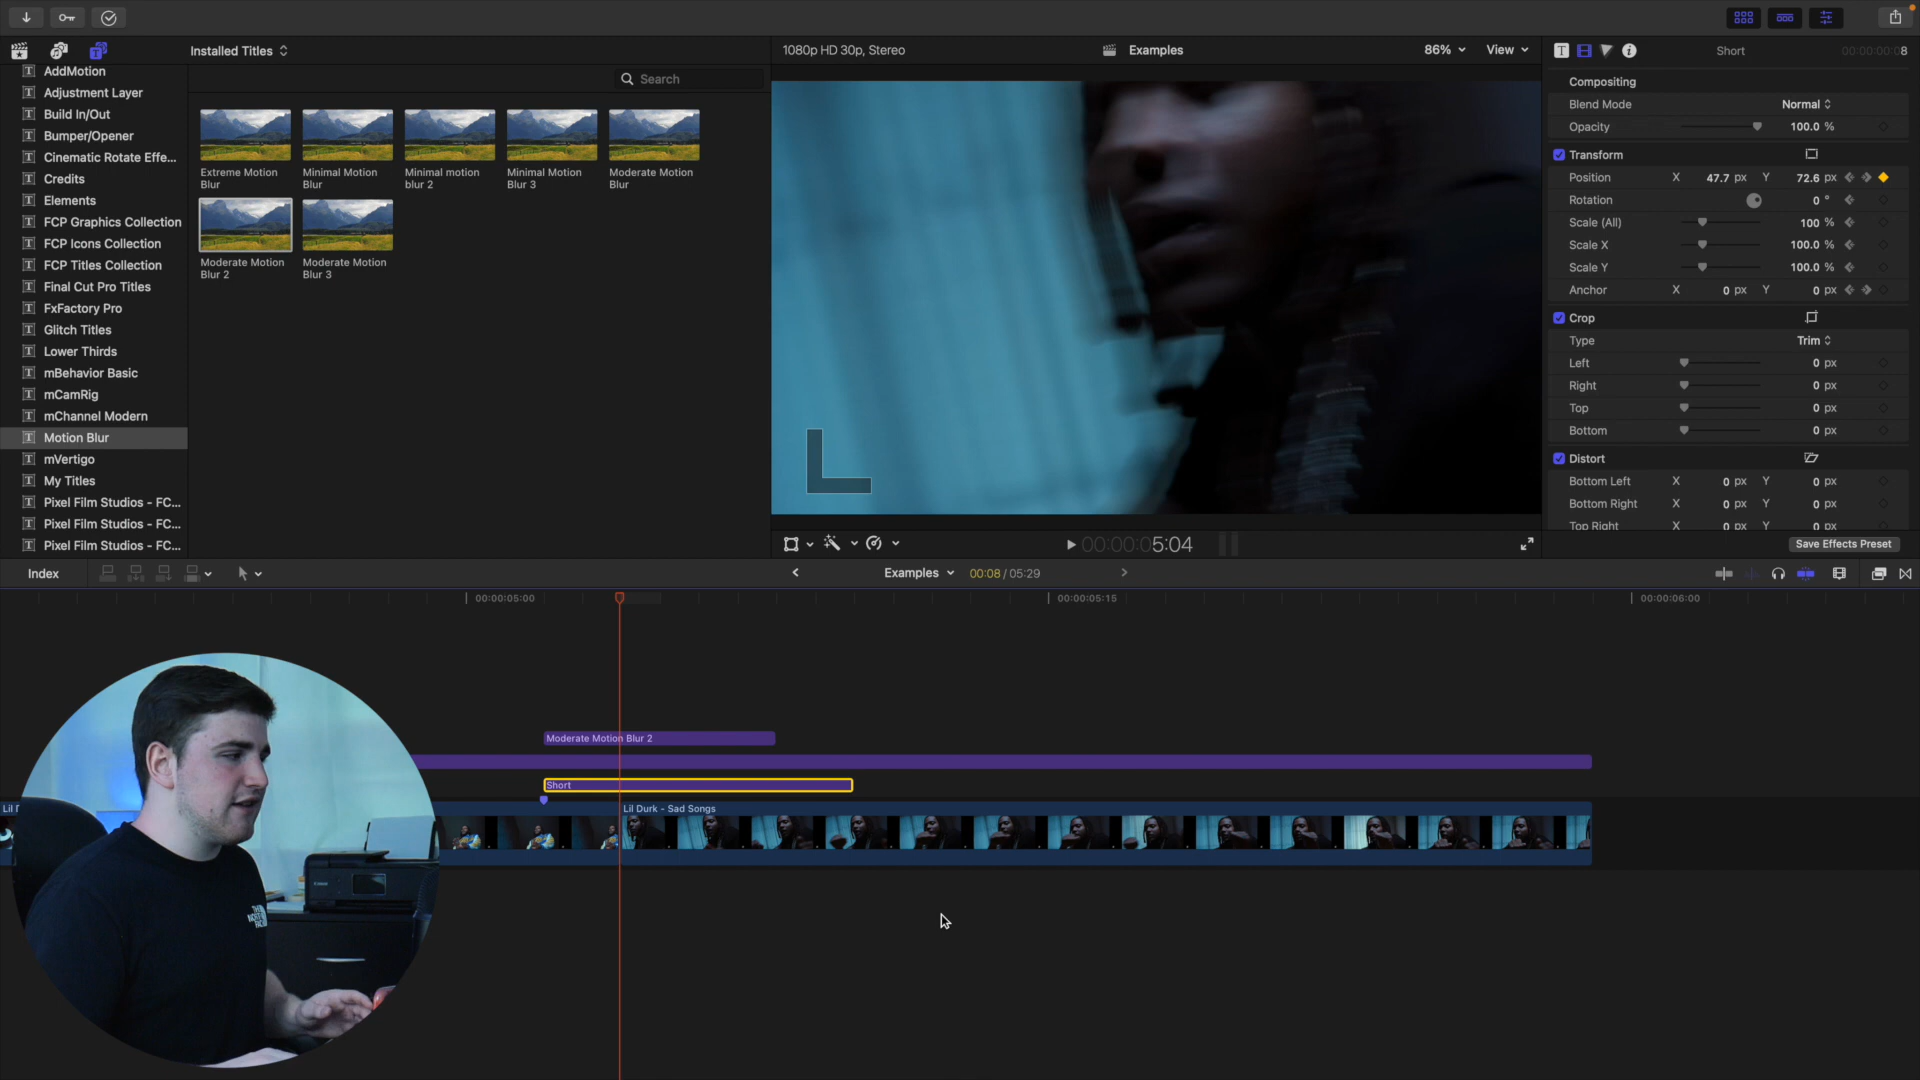 Installed Titles
1080p HD 30p, Stereo
Examples
86%
View
Short
00:00:00:08
AddMotion
Adjustment Layer
Build In/Out
Bumper/Opener
Cinematic Rotate Effe...
Credits
Elements
FCP Graphics Collection
FCP Icons Collection
FCP Titles Collection
Final Cut Pro Titles
FxFactory Pro
Glitch Titles
Lower Thirds
mBehavior Basic
mCamRig
mChannel Modern
Motion Blur
mVertigo
My Titles
Pixel Film Studios - FC...
Pixel Film Studios - FC...
Pixel Film Studios - FC...
Search
Extreme Motion
Blur
Minimal Motion
Blur
Minimal motion
blur 2
Minimal Motion
Blur 3
Moderate Motion
Blur
Moderate Motion
Blur 2
Moderate Motion
Blur 3
Compositing
Blend Mode Normal
Opacity 100.0 %
Transform
Position X 47.7 px Y 72.6 px
Rotation 0 °
Scale (All) 100 %
Scale X 100.0 %
Scale Y 100.0 %
Anchor X 0 px Y 0 px
Crop
Type Trim
Left 0 px
Right 0 px
Top 0 px
Bottom 0 px
Distort
Bottom Left X 0 px Y 0 px
Bottom Right X 0 px Y 0 px
Top Right X 0 px Y 0 px
Save Effects Preset
00:00:05:04
Index
Examples
00:08 / 05:29
00:00:05:00
00:00:05:15
00:00:06:00
Moderate Motion Blur 2
Short
Lil D
Lil Durk - Sad Songs
Canon
THE
NORTH
FACE